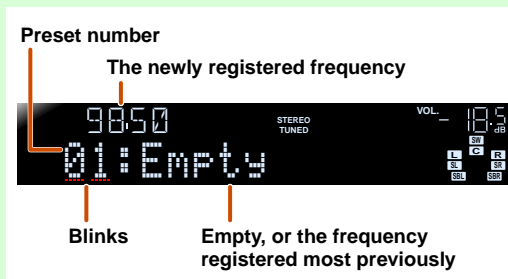 Preset number
The newly registered frequency
98.50
STEREO
TUNED
VOL. -18.5 dB
01:Empty
SW
L C R
SL SR
SBL SBR
Blinks
Empty, or the frequency
registered most previously